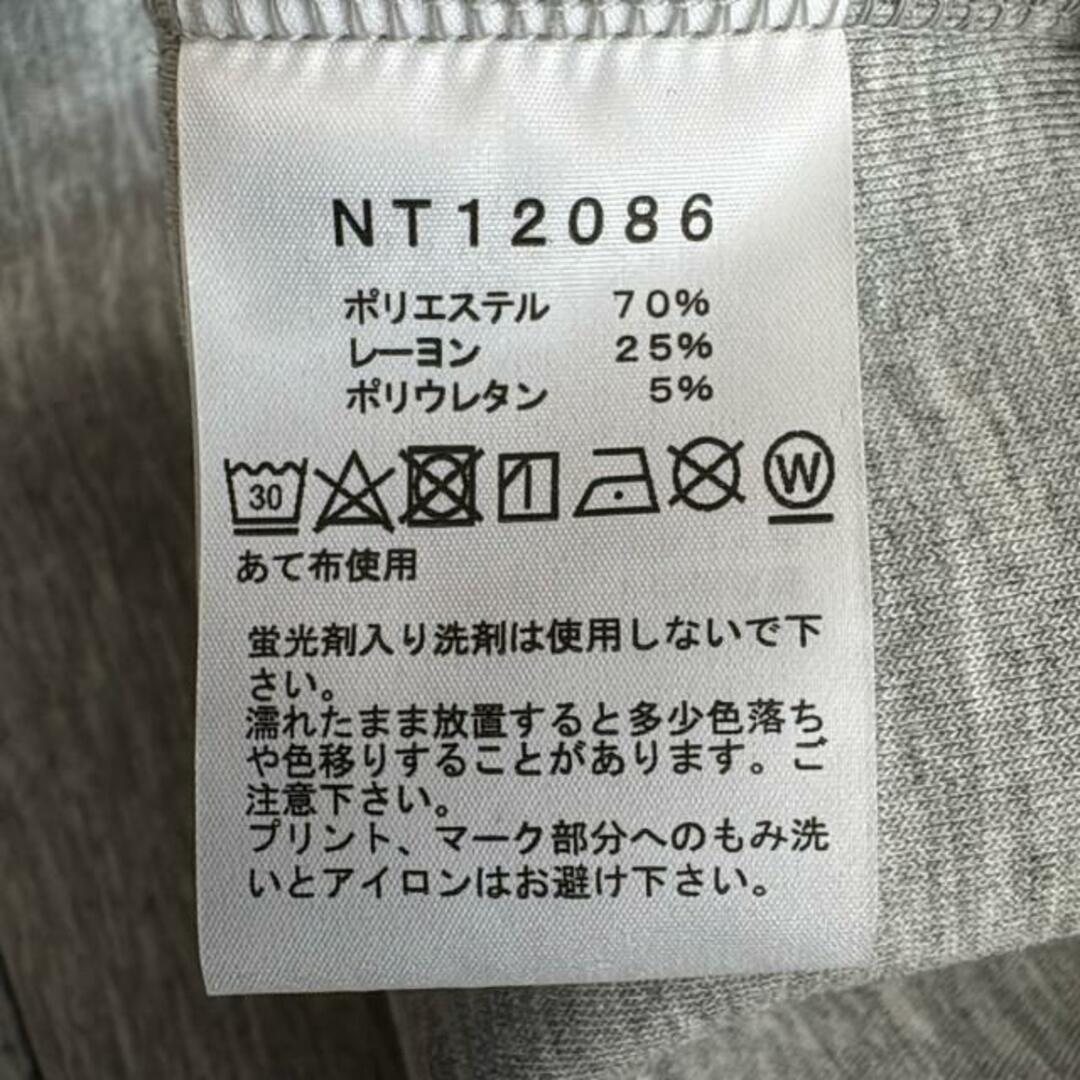 NT12086
ポリエステル 70%
レーヨン 25%
ポリウレタン 5%
30 W
あて布使用
蛍光剤入り洗剤は使用しないで下
さい。
濡れたまま放置すると多少色落ち
や色移りすることがあります。ご
注意下さい。
プリント、マーク部分へのもみ洗
いとアイロンはお避け下さい。